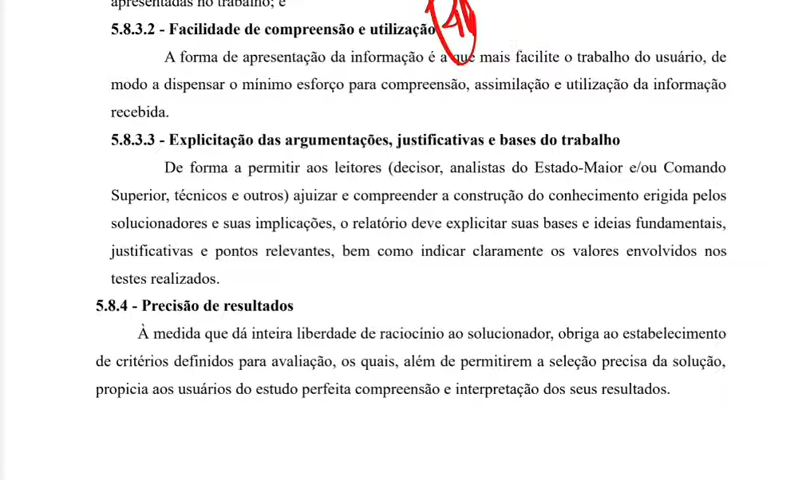 apresentadas no trabalho; e
5.8.3.2 - Facilidade de compreensão e utilização
A forma de apresentação da informação é a que mais facilite o trabalho do usuário, de
modo a dispensar o mínimo esforço para compreensão, assimilação e utilização da informação
recebida.
5.8.3.3 - Explicitação das argumentações, justificativas e bases do trabalho
De forma a permitir aos leitores (decisor, analistas do Estado-Maior e/ou Comando
Superior, técnicos e outros) ajuizar e compreender a construção do conhecimento erigida pelos
solucionadores e suas implicações, o relatório deve explicitar suas bases e ideias fundamentais,
justificativas e pontos relevantes, bem como indicar claramente os valores envolvidos nos
testes realizados.
5.8.4 - Precisão de resultados
À medida que dá inteira liberdade de raciocínio ao solucionador, obriga ao estabelecimento
de critérios definidos para avaliação, os quais, além de permitirem a seleção precisa da solução,
propicia aos usuários do estudo perfeita compreensão e interpretação dos seus resultados.